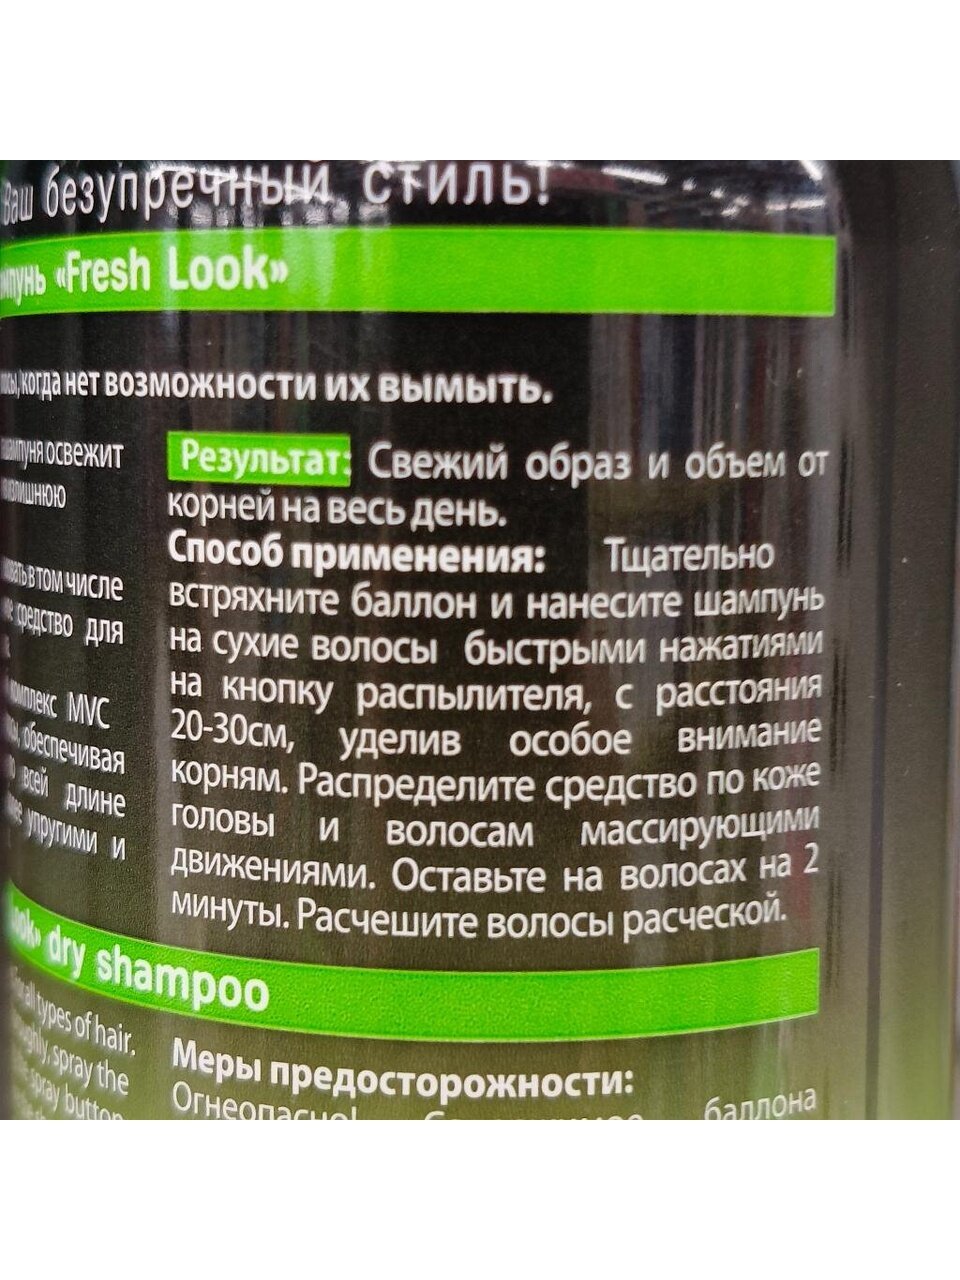 Ваш безупречный стиль!
«Fresh Look»
когда нет возможности их вымыть.
освежит
Результат: Свежий образ и объем от
корней на весь день.
Способ применения: Тщательно
встряхните баллон и нанесите шампунь
на сухие волосы быстрыми нажатиями
на кнопку распылителя, с расстояния
20-30см, уделив особое внимание
корням. Распределите средство по коже
головы и волосам массирующими
движениями. Оставьте на волосах на 2
минуты. Расчешите волосы расческой.
в том числе
средство для
комплекс MVC
обеспечивая
всей длине
упругими и
dry shampoo
all types of hair.
spray the
spray button
Меры предосторожности:
Огнеопасно! баллона